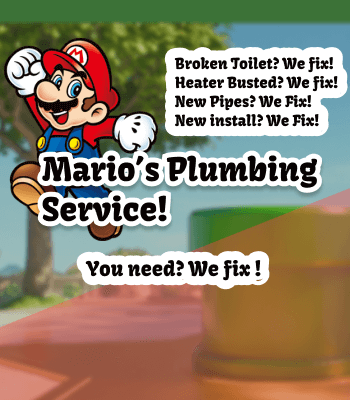 Broken Toilet? We fix!
Heater Busted? We fix!
New Pipes? We Fix!
New install? We Fix!
Mario's Plumbing
Service!
You need? We fix !